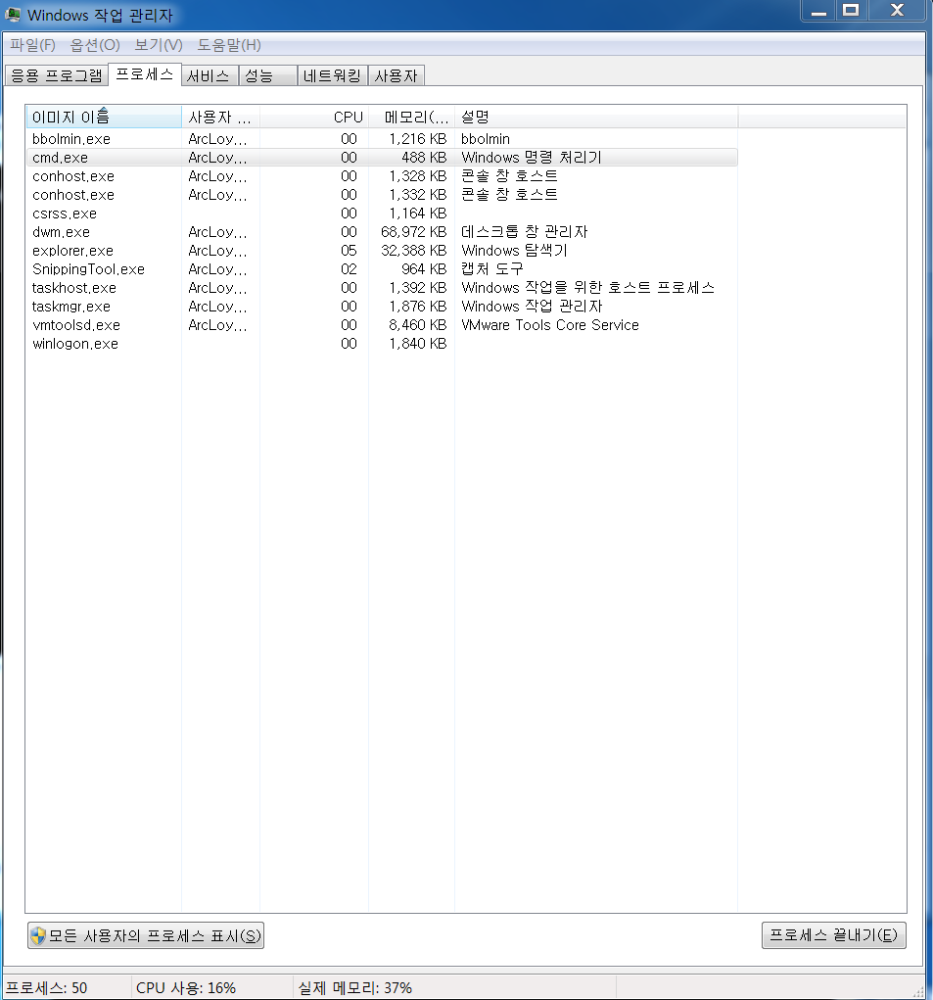 Windows 작업 관리자
파일(F) 옵션(O) 보기(V) 도움말(H)
응용 프로그램 프로세스 서비스 성능 네트워킹 사용자
이미지 이름 사용자 ... CPU 메모리(... 설명
bbolmin.exe ArcLoy... 00 1,216 KB bbolmin
cmd.exe ArcLoy... 00 488 KB Windows 명령 처리기
conhost.exe ArcLoy... 00 1,328 KB 콘솔 창 호스트
conhost.exe ArcLoy... 00 1,332 KB 콘솔 창 호스트
csrss.exe 00 1,164 KB
dwm.exe ArcLoy... 00 68,972 KB 데스크톱 창 관리자
explorer.exe ArcLoy... 05 32,388 KB Windows 탐색기
SnippingTool.exe ArcLoy... 02 964 KB 캡처 도구
taskhost.exe ArcLoy... 00 1,392 KB Windows 작업을 위한 호스트 프로세스
taskmgr.exe ArcLoy... 00 1,876 KB Windows 작업 관리자
vmtoolsd.exe ArcLoy... 00 8,460 KB VMware Tools Core Service
winlogon.exe 00 1,840 KB
모든 사용자의 프로세스 표시(S) 프로세스 끝내기(E)
프로세스: 50 CPU 사용: 16% 실제 메모리: 37%